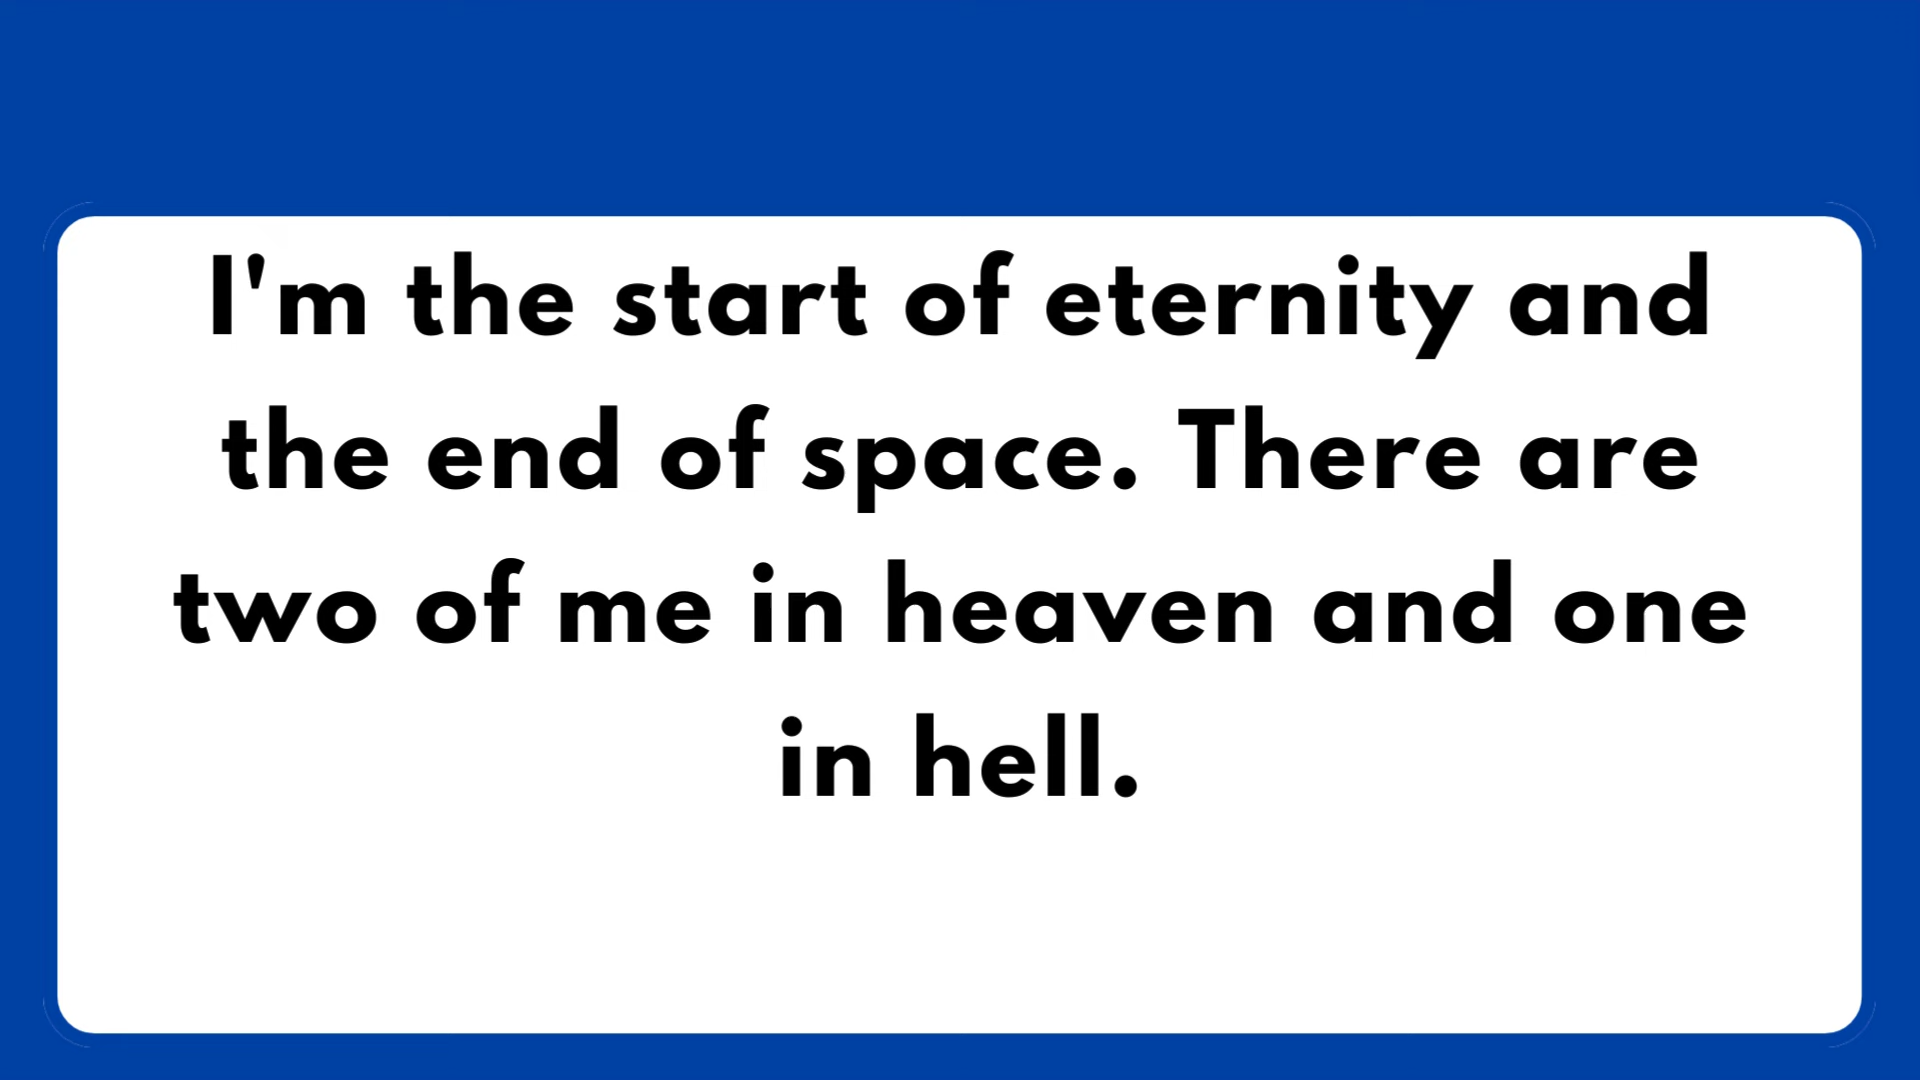 I'm the start of eternity and
the end of space. There are
two of me in heaven and one
in hell.